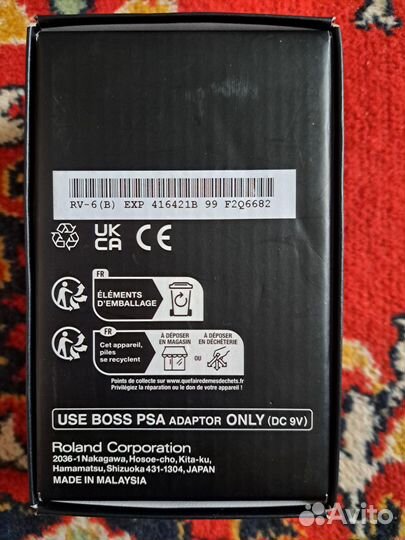 RV-6(B) EXP 416421B 99 F2Q6682
UK
CA
CE
FR
ÉLÉMENTS
D'EMBALLAGE
FR
Cet appareil,
piles
se recyclent
À DÉPOSER
EN MAGASIN
OU
À DÉPOSER
EN DÉCHÈTERIE
Points de collecte sur www.quefairedemesdechets.fr
Privilégiez la réparation ou le don de votre appareil !
USE BOSS PSA ADAPTOR ONLY (DC 9V)
Roland Corporation
2036-1 Nakagawa, Hosoe-cho, Kita-ku,
Hamamatsu, Shizuoka 431-1304, JAPAN
MADE IN MALAYSIA
Avito